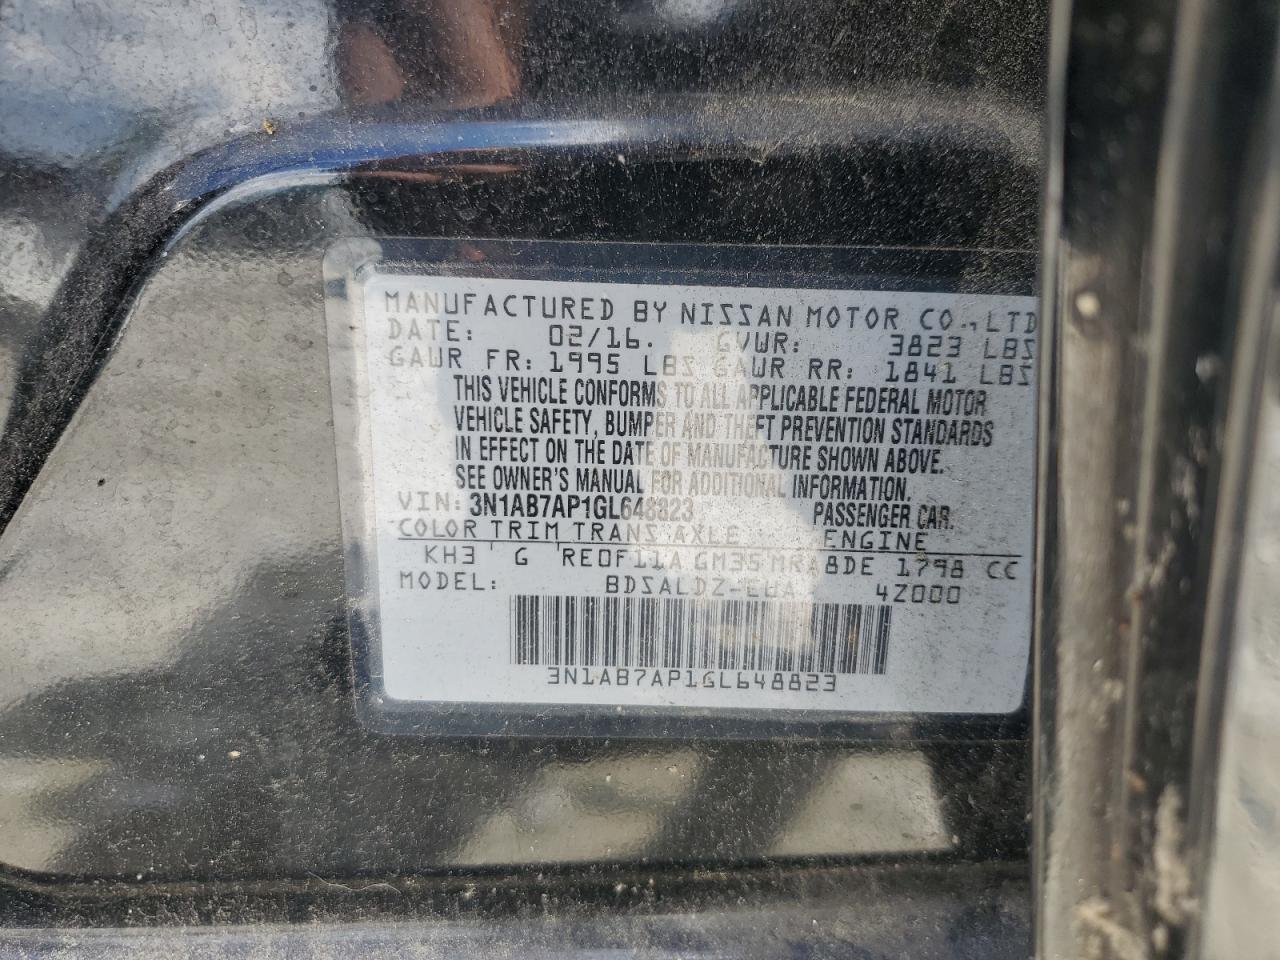 MANUFACTURED BY NISSAN MOTOR CO., LTD
DATE: 02/16. GVWR: 3823 LBS
GAWR FR: 1995 LBS GAWR RR: 1841 LBS
THIS VEHICLE CONFORMS TO ALL APPLICABLE FEDERAL MOTOR
VEHICLE SAFETY, BUMPER AND THEFT PREVENTION STANDARDS
IN EFFECT ON THE DATE OF MANUFACTURE SHOWN ABOVE.
SEE OWNER'S MANUAL FOR ADDITIONAL INFORMATION.
VIN: 3N1AB7AP1GL648823 PASSENGER CAR.
COLOR TRIM TRANS AXLE ENGINE
KH3 G RE0F11A GM35 MRA8DE 1798 CC
MODEL: BDSALDZ-EUA 4Z000
3N1AB7AP1GL648823